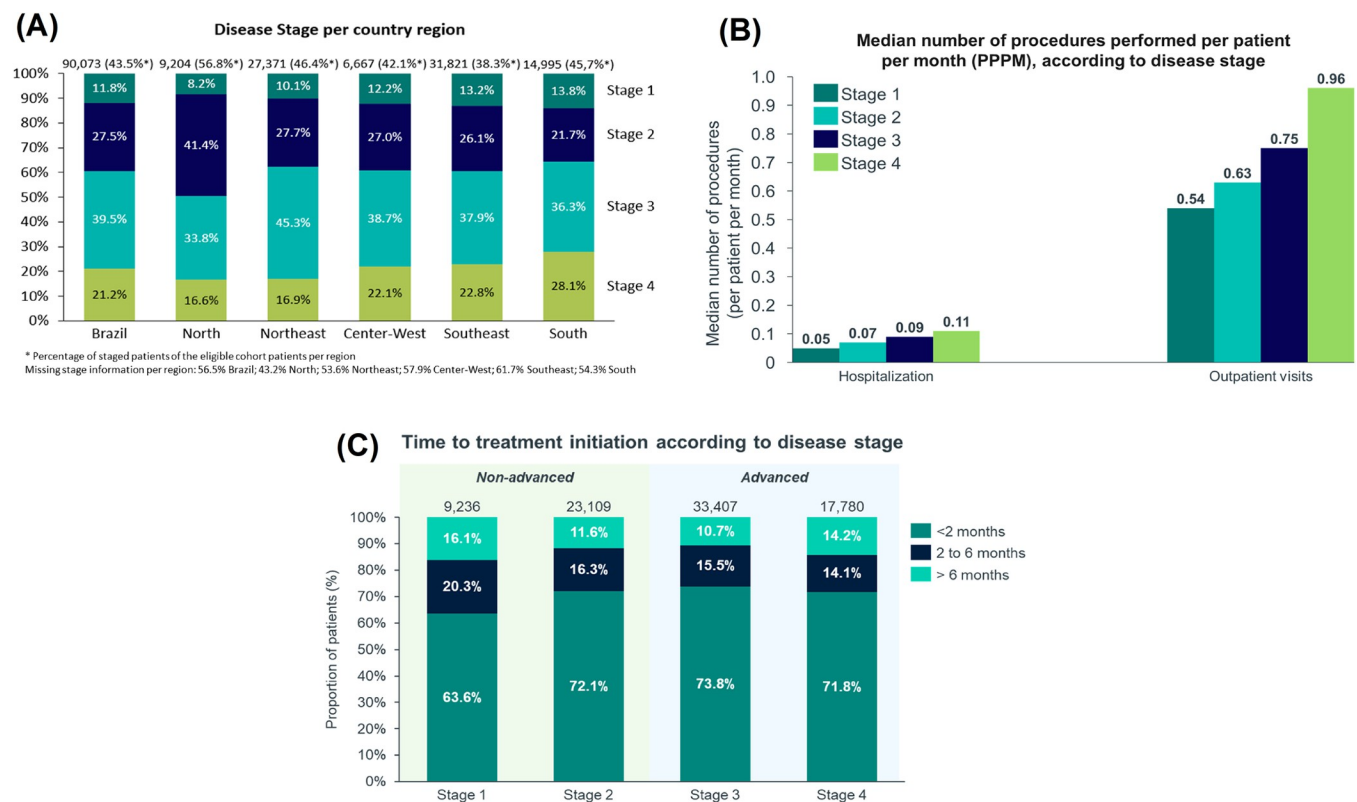 (A)
Disease Stage per country region
90,073 (43.5%*) 9,204 (56.8%*) 27,371 (46.4%*) 6,667 (42.1%*) 31,821 (38.3%*) 14,995 (45,7%*)
100%
90%
80%
70%
60%
50%
40%
30%
20%
10%
0%
11.8% 8.2% 10.1% 12.2% 13.2% 13.8% Stage 1
27.5% 41.4% 27.7% 27.0% 26.1% 21.7% Stage 2
39.5% 33.8% 45.3% 38.7% 37.9% 36.3% Stage 3
21.2% 16.6% 16.9% 22.1% 22.8% 28.1% Stage 4
Brazil North Northeast Center-West Southeast South
* Percentage of staged patients of the eligible cohort patients per region
Missing stage information per region: 56.5% Brazil; 43.2% North; 53.6% Northeast; 57.9% Center-West; 61.7% Southeast; 54.3% South
(B)
Median number of procedures performed per patient
per month (PPPM), according to disease stage
Median number of procedures
(per patient per month)
1.0
0.9
0.8
0.7
0.6
0.5
0.4
0.3
0.2
0.1
0
Stage 1
Stage 2
Stage 3
Stage 4
0.05 0.07 0.09 0.11
0.54 0.63 0.75 0.96
Hospitalization Outpatient visits
(C)
Time to treatment initiation according to disease stage
Non-advanced Advanced
9,236 23,109 33,407 17,780
Proportion of patients (%)
100%
90%
80%
70%
60%
50%
40%
30%
20%
10%
0%
16.1% 11.6% 10.7% 14.2%
20.3% 16.3% 15.5% 14.1%
63.6% 72.1% 73.8% 71.8%
Stage 1 Stage 2 Stage 3 Stage 4
<2 months
2 to 6 months
> 6 months